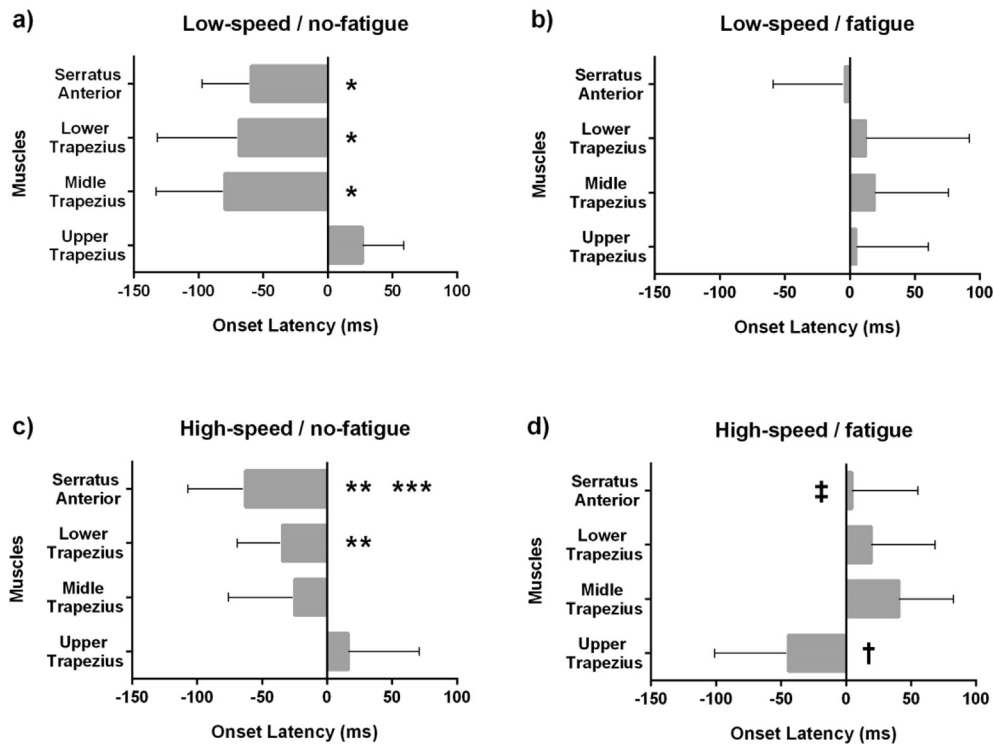 a)
Low-speed / no-fatigue
Muscles
Serratus
Anterior
*
Lower
Trapezius
*
Midle
Trapezius
*
Upper
Trapezius
-150 -100 -50 0 50 100
Onset Latency (ms)
b)
Low-speed / fatigue
Muscles
Serratus
Anterior
Lower
Trapezius
Midle
Trapezius
Upper
Trapezius
-150 -100 -50 0 50 100
Onset Latency (ms)
c)
High-speed / no-fatigue
Muscles
Serratus
Anterior
** ***
Lower
Trapezius
**
Midle
Trapezius
Upper
Trapezius
-150 -100 -50 0 50 100
Onset Latency (ms)
d)
High-speed / fatigue
Muscles
Serratus
Anterior
‡
Lower
Trapezius
Midle
Trapezius
Upper
Trapezius
†
-150 -100 -50 0 50 100
Onset Latency (ms)